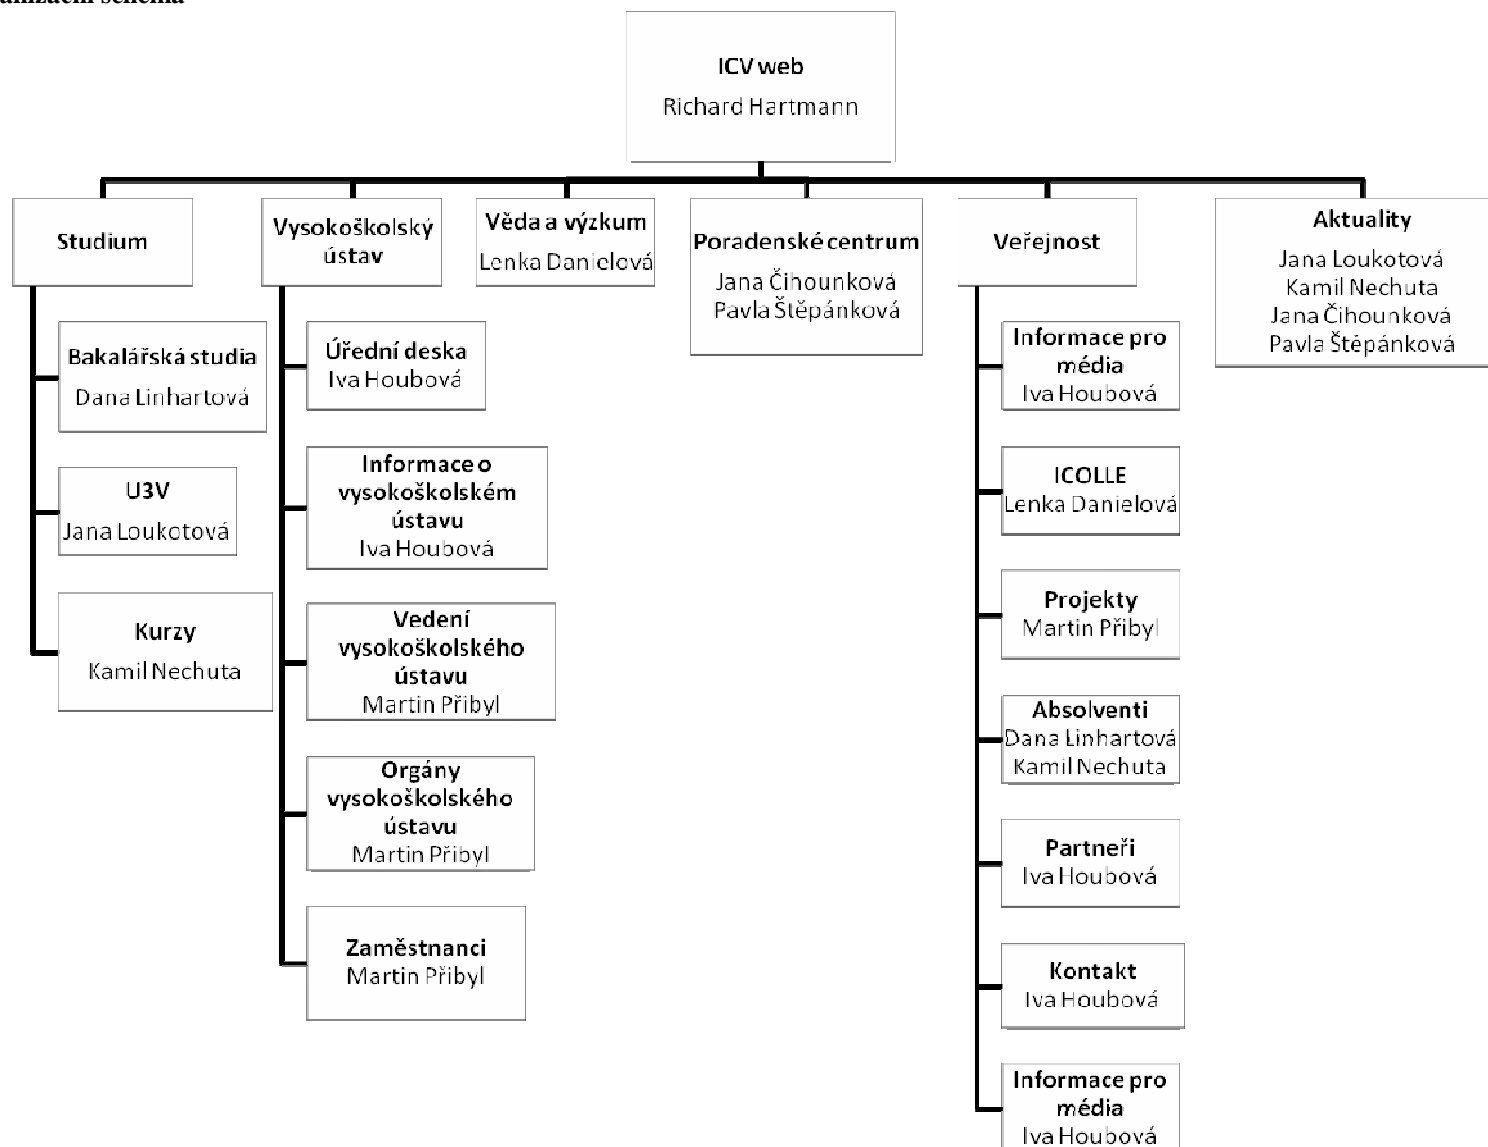 ICV web
Richard Hartmann
Studium
Bakalářská studia
Dana Linhartová
U3V
Jana Loukotová
Kurzy
Kamil Nechuta
Vysokoškolský
ústav
Úřední deska
Iva Houbová
Informace o
vysokoškolském
ústavu
Iva Houbová
Vedení
vysokoškolského
ústavu
Martin Přibyl
Orgány
vysokoškolského
ústavu
Martin Přibyl
Zaměstnanci
Martin Přibyl
Věda a výzkum
Lenka Danielová
Poradenské centrum
Jana Čihounková
Pavla Štěpánková
Veřejnost
Informace pro
média
Iva Houbová
ICOLLE
Lenka Danielová
Projekty
Martin Přibyl
Absolventi
Dana Linhartová
Kamil Nechuta
Partneři
Iva Houbová
Kontakt
Iva Houbová
Informace pro
média
Iva Houbová
Aktuality
Jana Loukotová
Kamil Nechuta
Jana Čihounková
Pavla Štěpánková